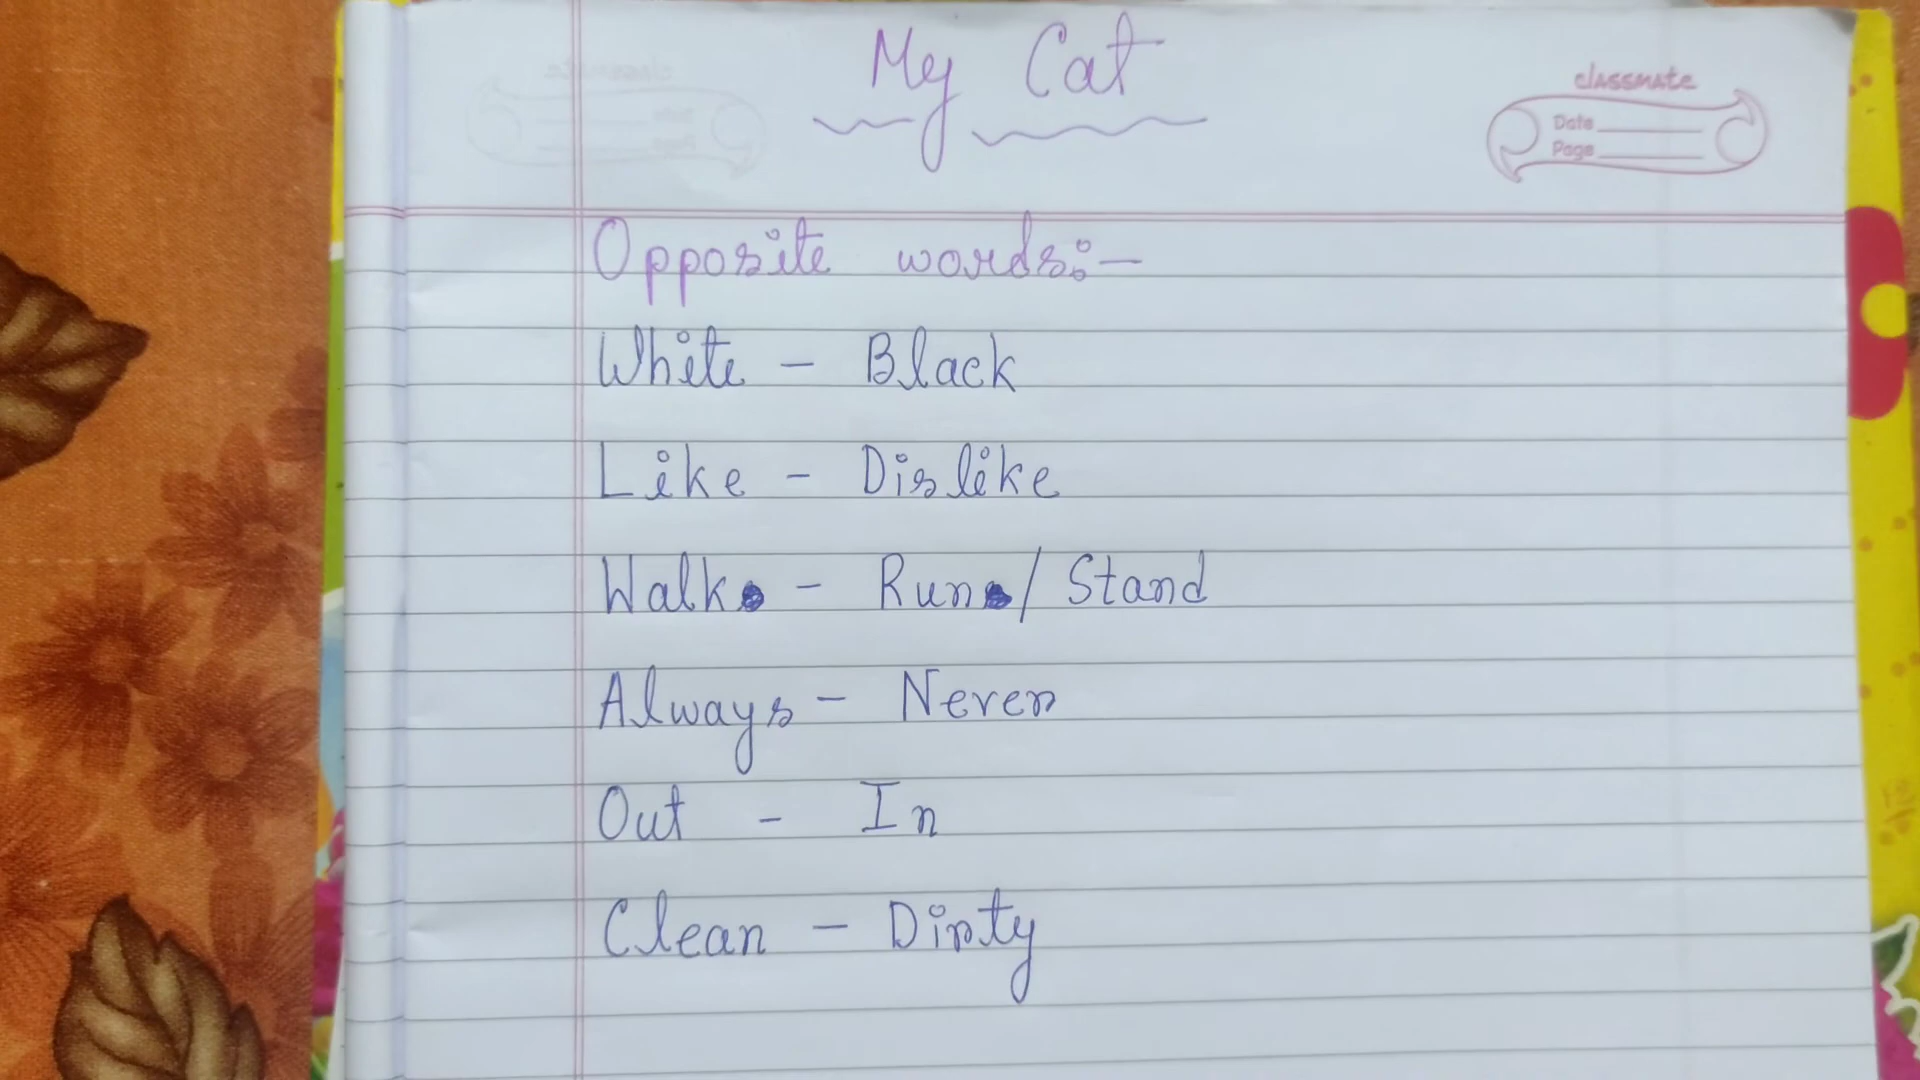 My Cat
classmate
Date
Page
Opposite words:-
White - Black
Like - Dislike
Walk - Run / Stand
Always - Never
Out - In
Clean - Dirty